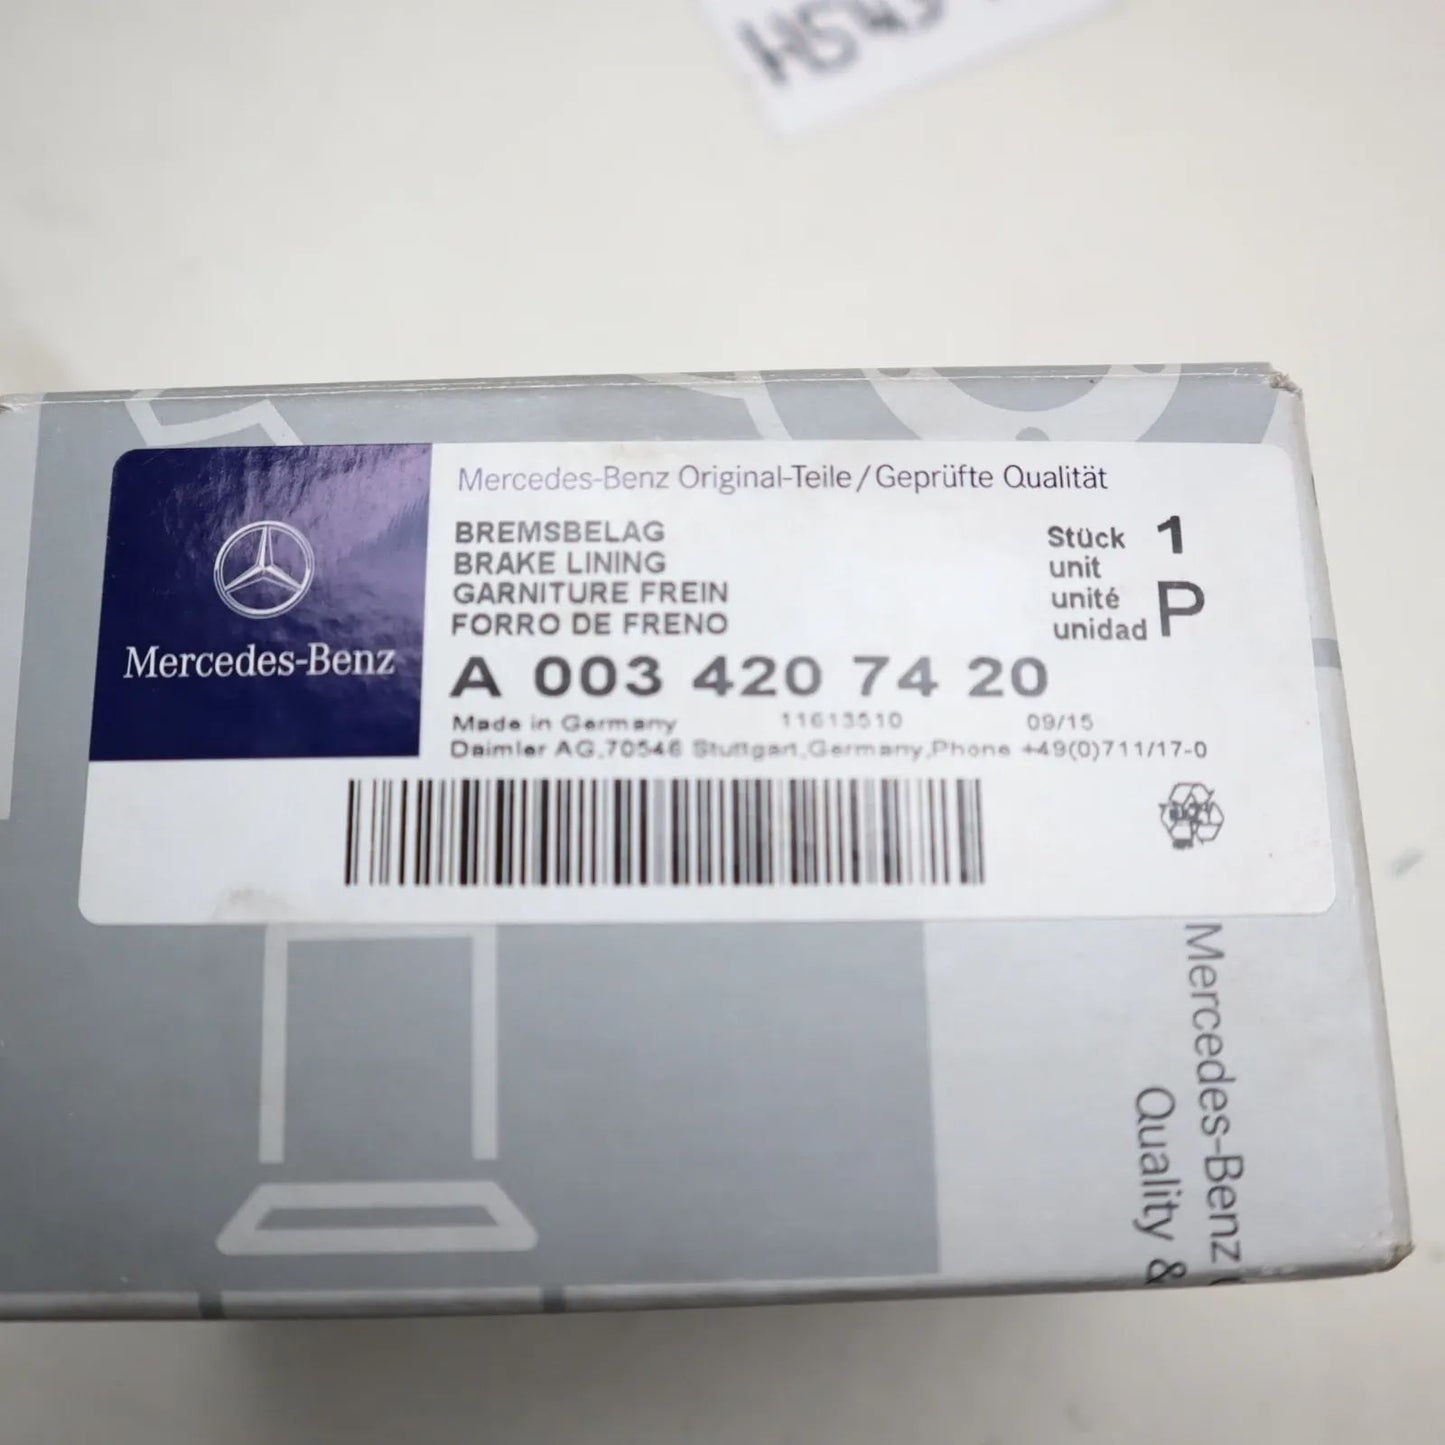 Mercedes-Benz
Mercedes-Benz Original-Teile/Geprüfte Qualität
BREMSBELAG
BRAKE LINING
GARNITURE FREIN
FORRO DE FRENO
Stück 1
unit
unité P
unidad
A 003 420 74 20
Made in Germany 11613510 09/15
Daimler AG,70546 Stuttgart,Germany,Phone +49(0)711/17-0
Mercedes-Benz
Quality &